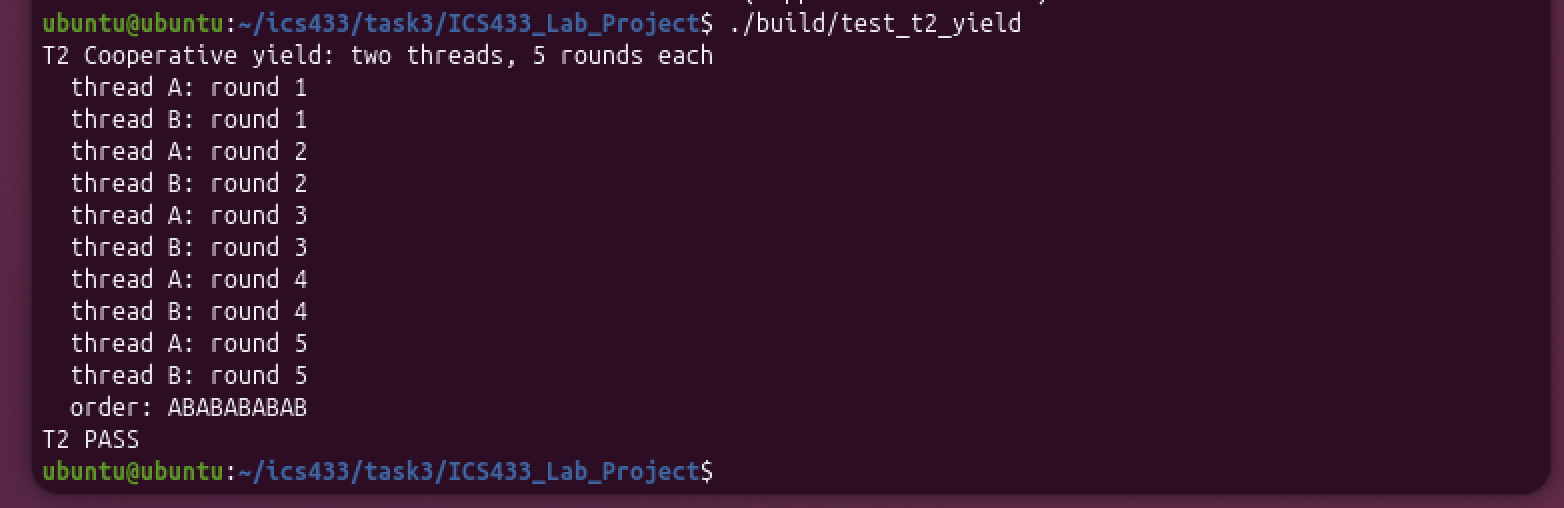 ubuntu@ubuntu:~/ics433/task3/ICS433_Lab_Project$ ./build/test_t2_yield
T2 Cooperative yield: two threads, 5 rounds each
  thread A: round 1
  thread B: round 1
  thread A: round 2
  thread B: round 2
  thread A: round 3
  thread B: round 3
  thread A: round 4
  thread B: round 4
  thread A: round 5
  thread B: round 5
  order: ABABABABAB
T2 PASS
ubuntu@ubuntu:~/ics433/task3/ICS433_Lab_Project$